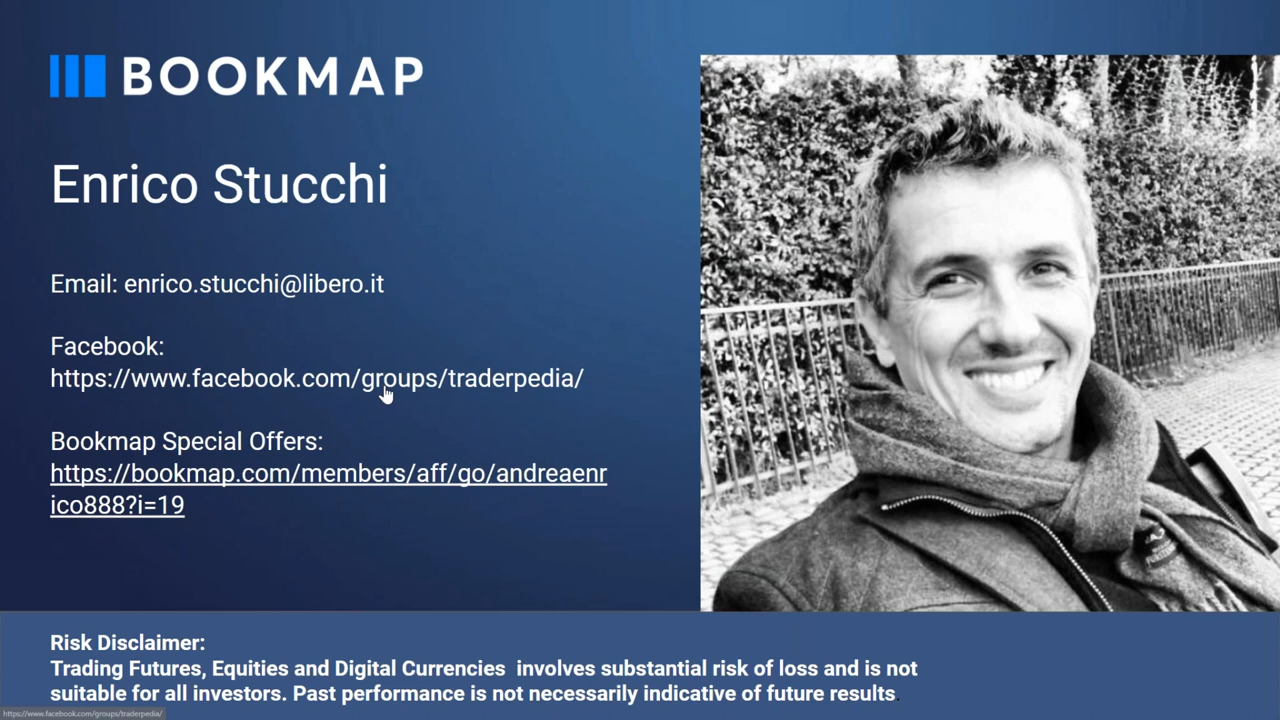 BOOKMAP
Enrico Stucchi
Email: enrico.stucchi@libero.it
Facebook:
https://www.facebook.com/groups/traderpedia/
Bookmap Special Offers:
https://bookmap.com/members/aff/go/andreaenr
ico888?i=19
Risk Disclaimer:
Trading Futures, Equities and Digital Currencies  involves substantial risk of loss and is not
suitable for all investors. Past performance is not necessarily indicative of future results.
https://www.facebook.com/groups/traderpedia/